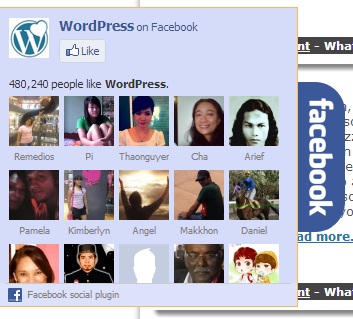 WordPress on Facebook
Like
480,240 people like WordPress.
Remedios Pi Thaonguyer Cha Arief
Pamela Kimberlyn Angel Makkhon Daniel
Facebook social plugin
facebook
nt - What
ad more.
nt - What